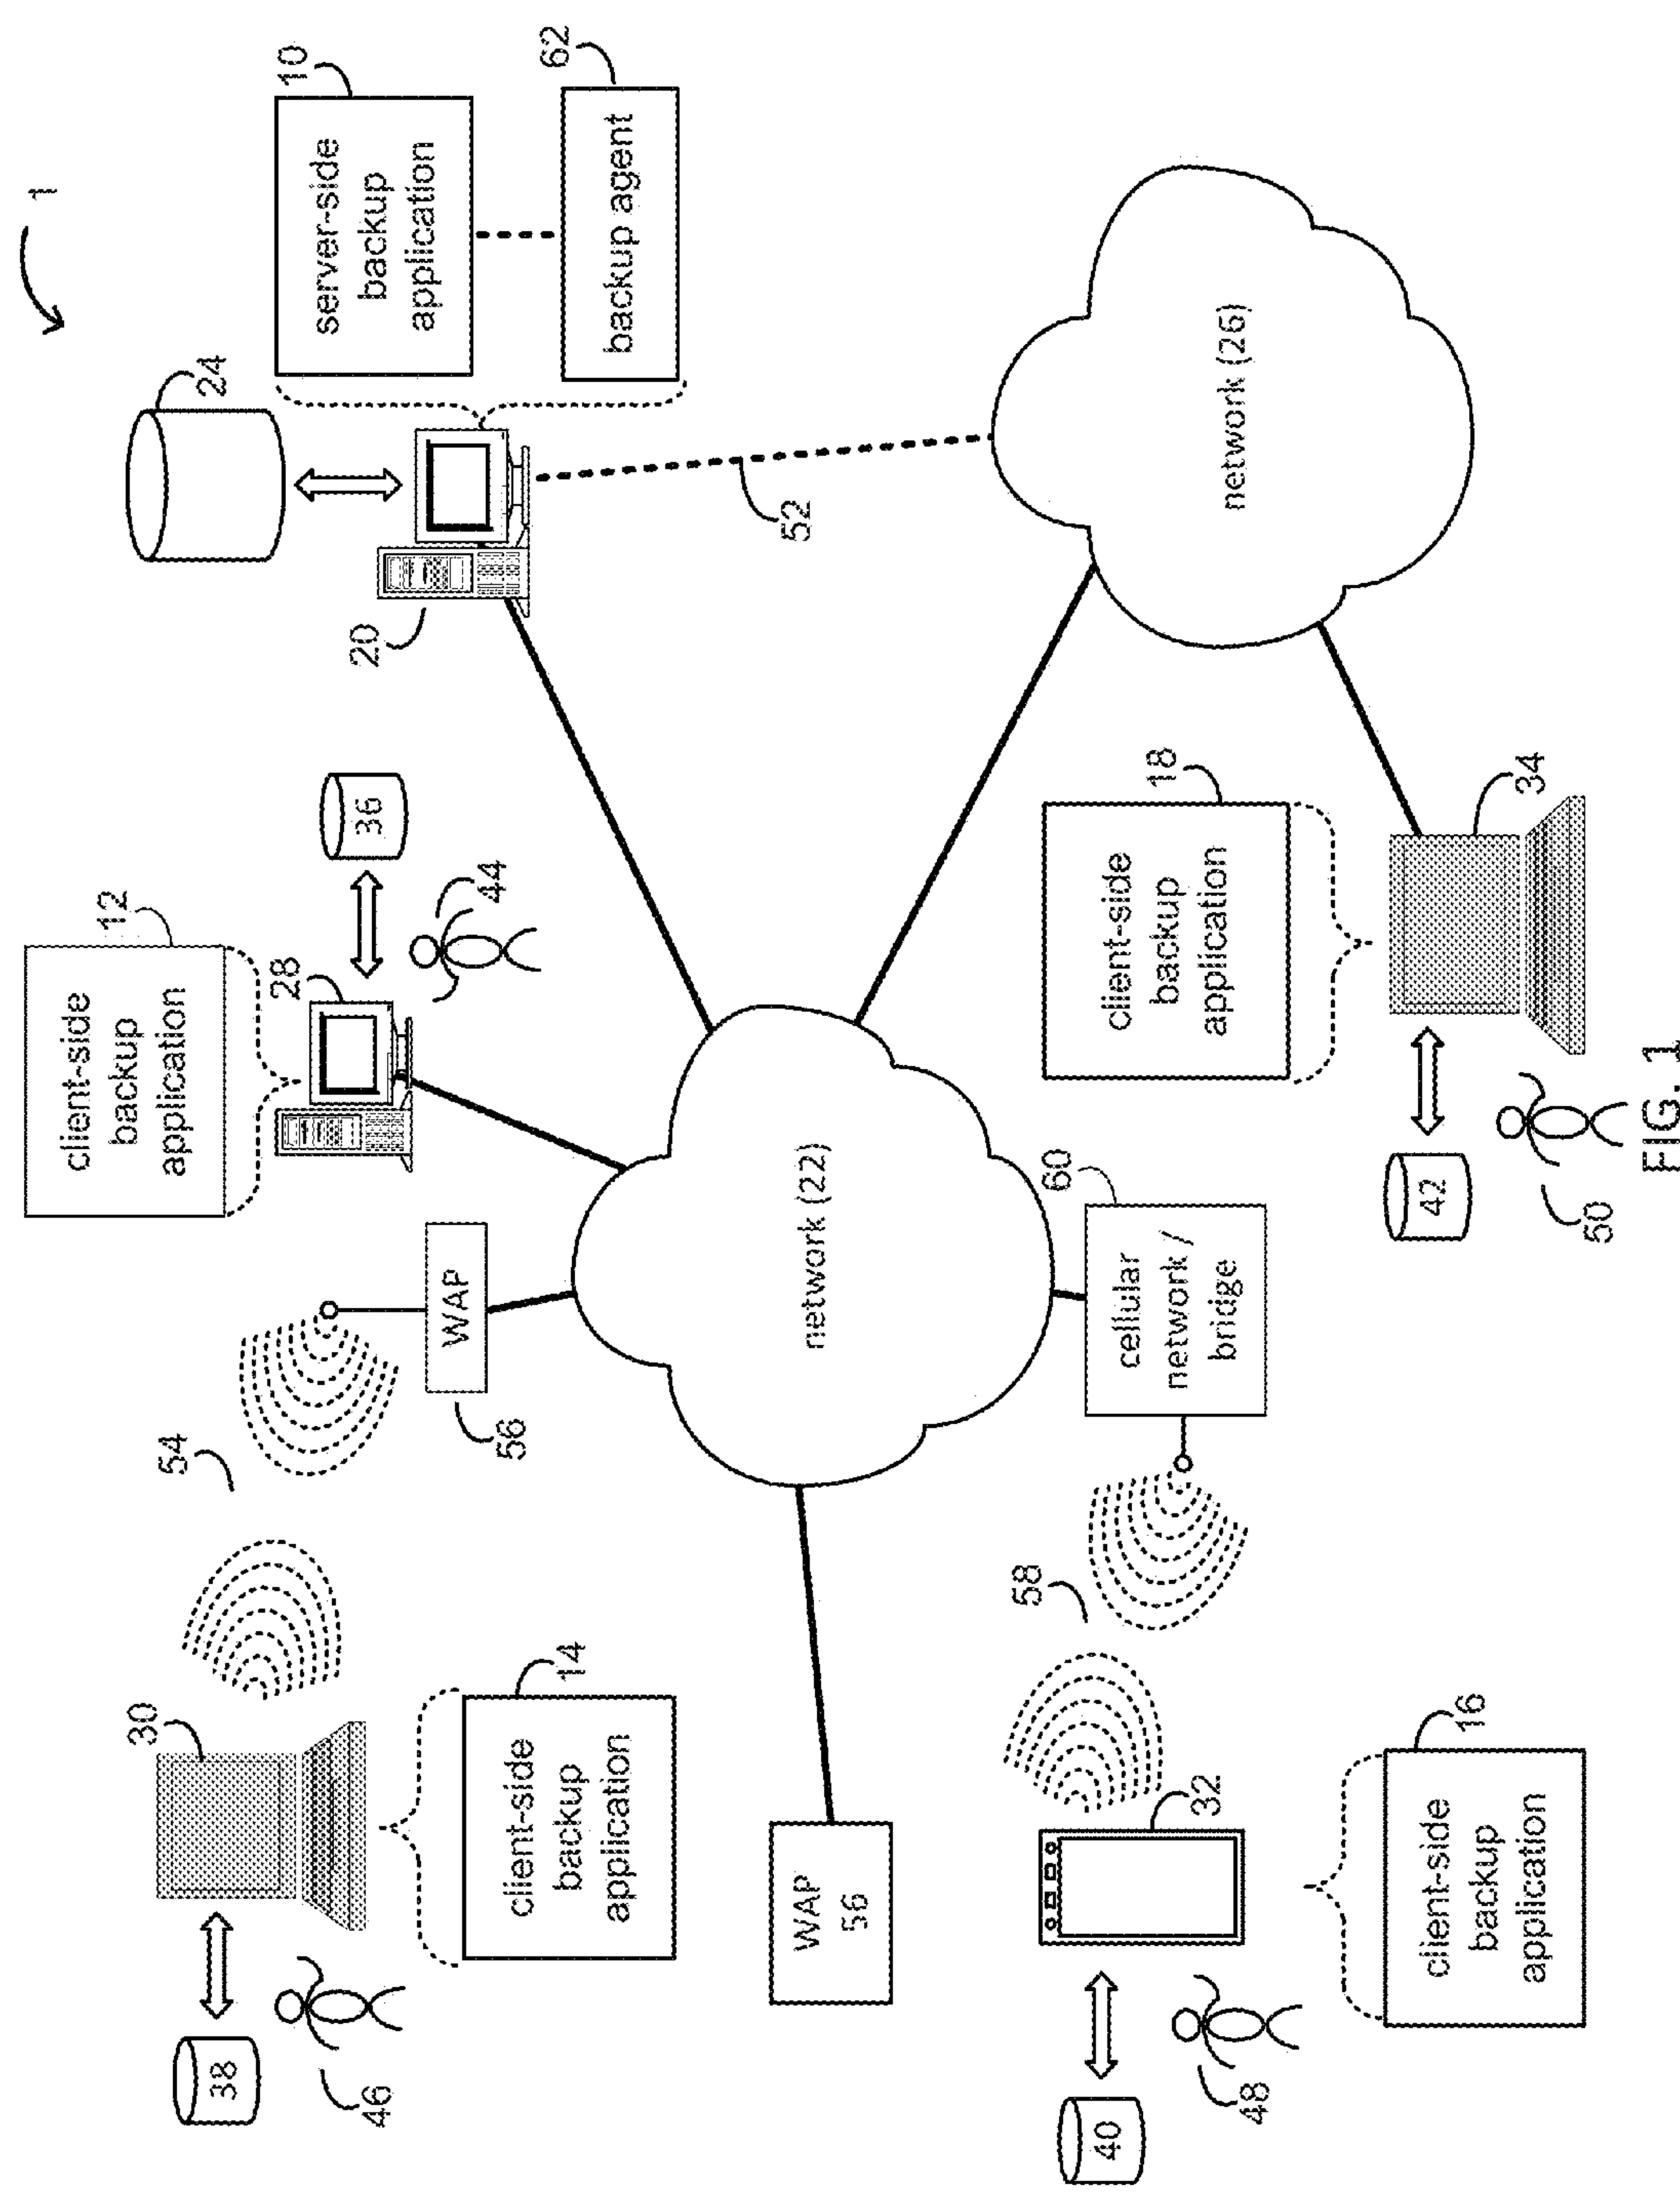 1
client-side
backup
application
12
28
36
44
24
server-side
backup
application
10
backup agent
62
20
52
30
38
46
client-side
backup
application
14
54
WAP
56
WAP
56
network (22)
network (26)
cellular
network /
bridge
60
58
32
40
48
client-side
backup
application
16
client-side
backup
application
18
34
42
50
FIG. 1